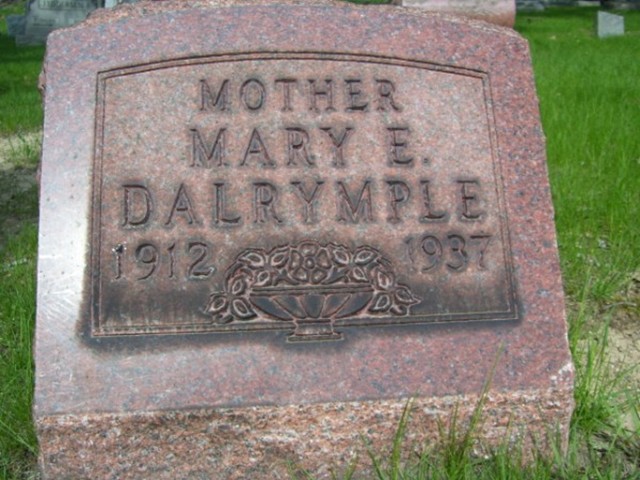 MOTHER
MARY E.
DALRYMPLE
1912 1937